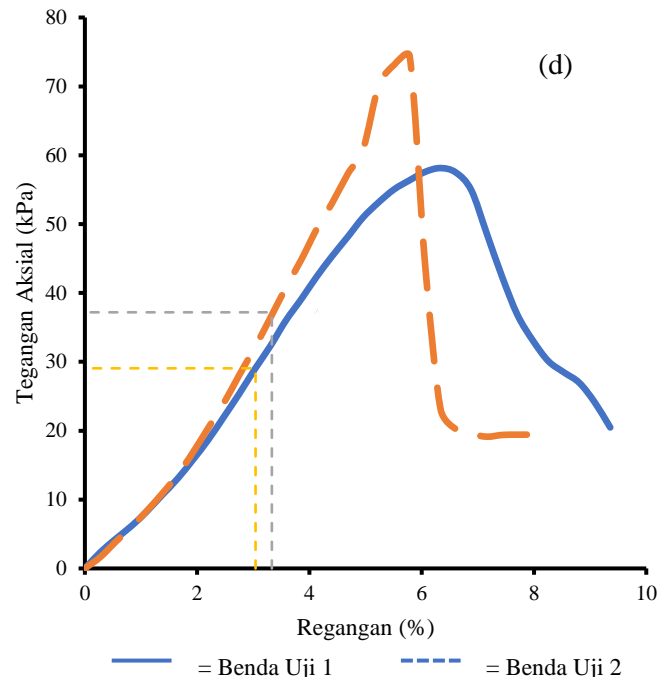 (d)
Tegangan Aksial (kPa)
80
70
60
50
40
30
20
10
0
0 2 4 6 8 10
Regangan (%)
= Benda Uji 1 = Benda Uji 2